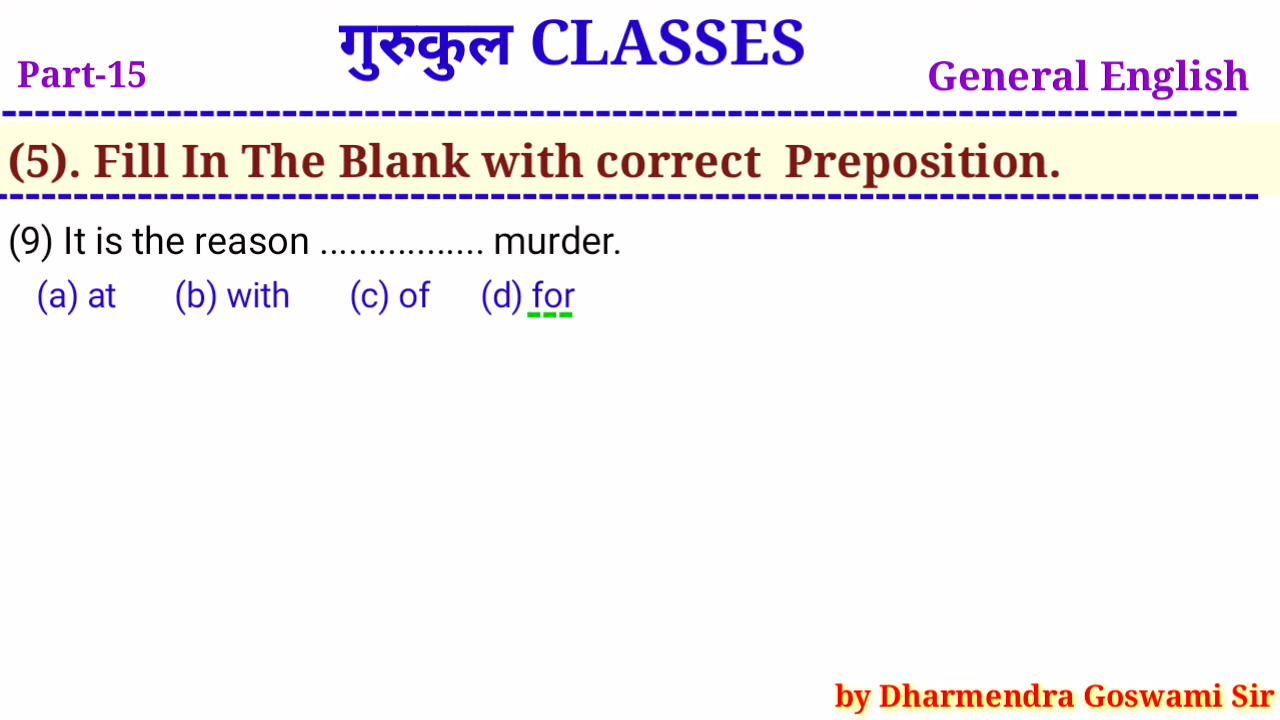 गुरुकुल CLASSES
Part-15
General English
(5). Fill In The Blank with correct Preposition.
(9) It is the reason ................. murder.
(a) at (b) with (c) of (d) for
by Dharmendra Goswami Sir